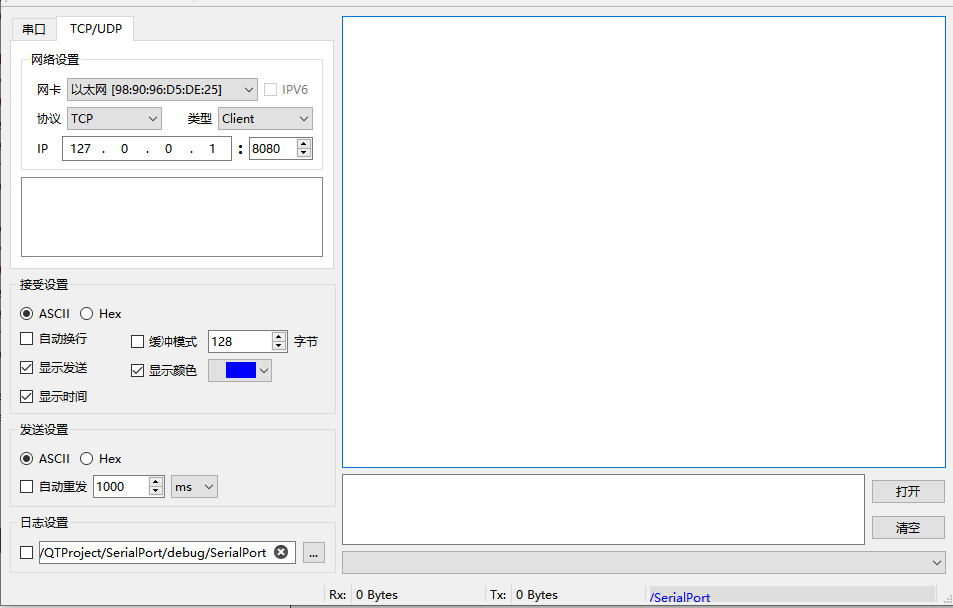 串口 TCP/UDP
网络设置
网卡 以太网 [98:90:96:D5:DE:25] IPV6
协议 TCP 类型 Client
IP 127 . 0 . 0 . 1 : 8080
接受设置
ASCII Hex
自动换行 缓冲模式 128 字节
显示发送 显示颜色
显示时间
发送设置
ASCII Hex
自动重发 1000 ms
打开
清空
日志设置
/QTProject/SerialPort/debug/SerialPort ...
Rx: 0 Bytes Tx: 0 Bytes /SerialPort